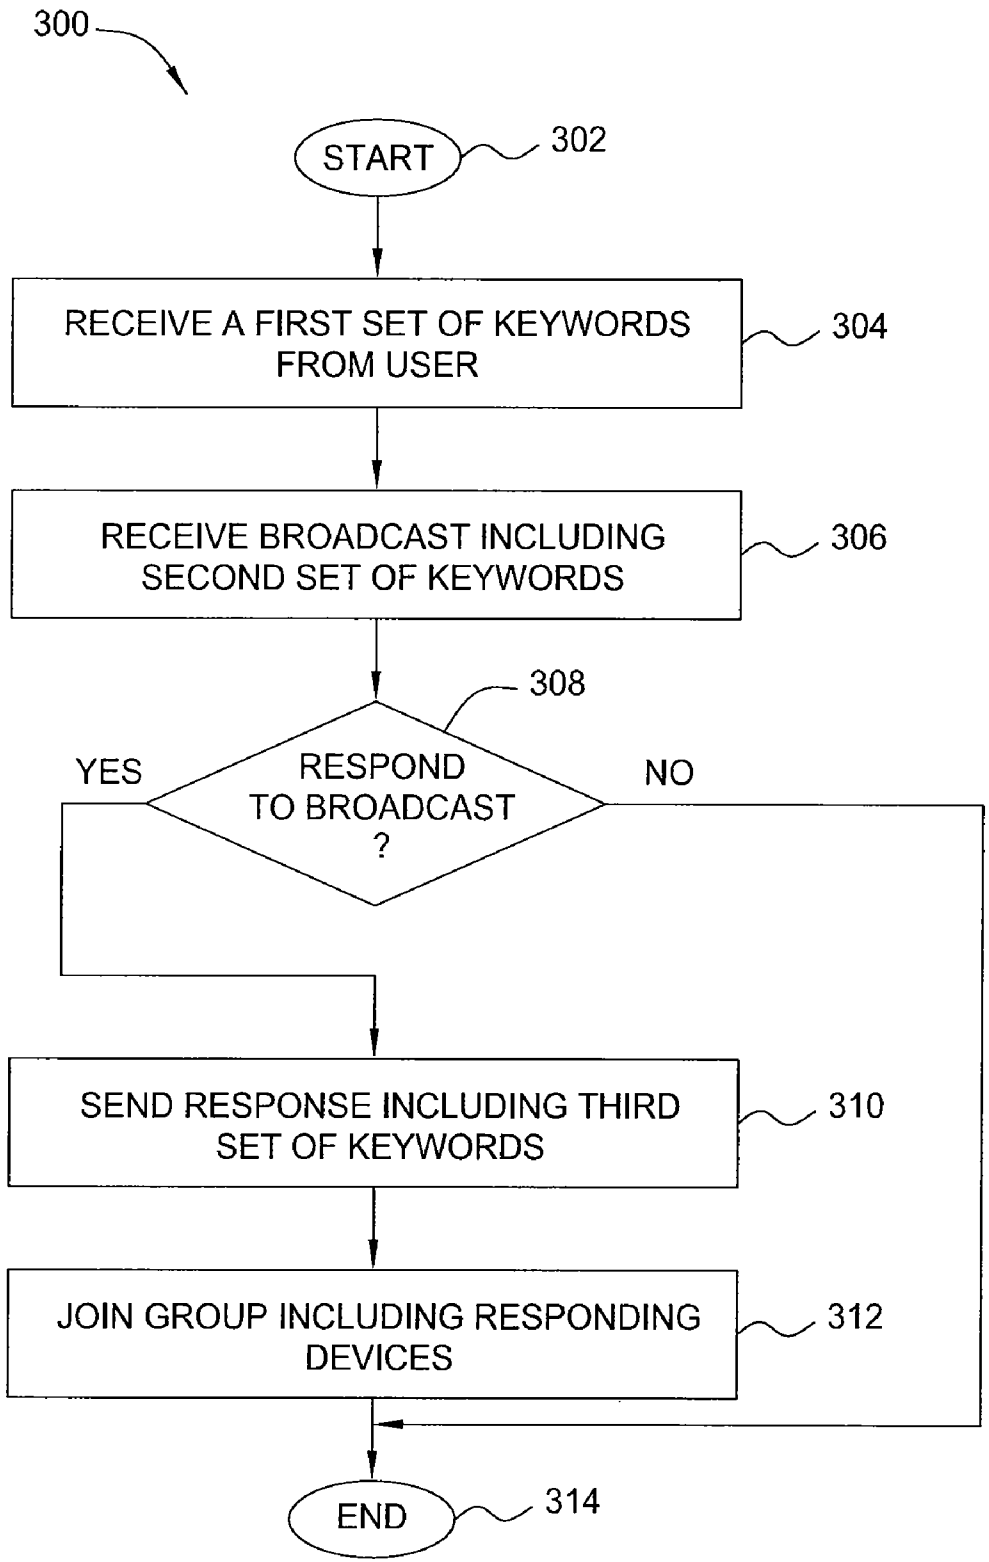 300
START
302
RECEIVE A FIRST SET OF KEYWORDS
FROM USER
304
RECEIVE BROADCAST INCLUDING
SECOND SET OF KEYWORDS
306
308
YES
RESPOND
TO BROADCAST
?
NO
SEND RESPONSE INCLUDING THIRD
SET OF KEYWORDS
310
JOIN GROUP INCLUDING RESPONDING
DEVICES
312
END
314